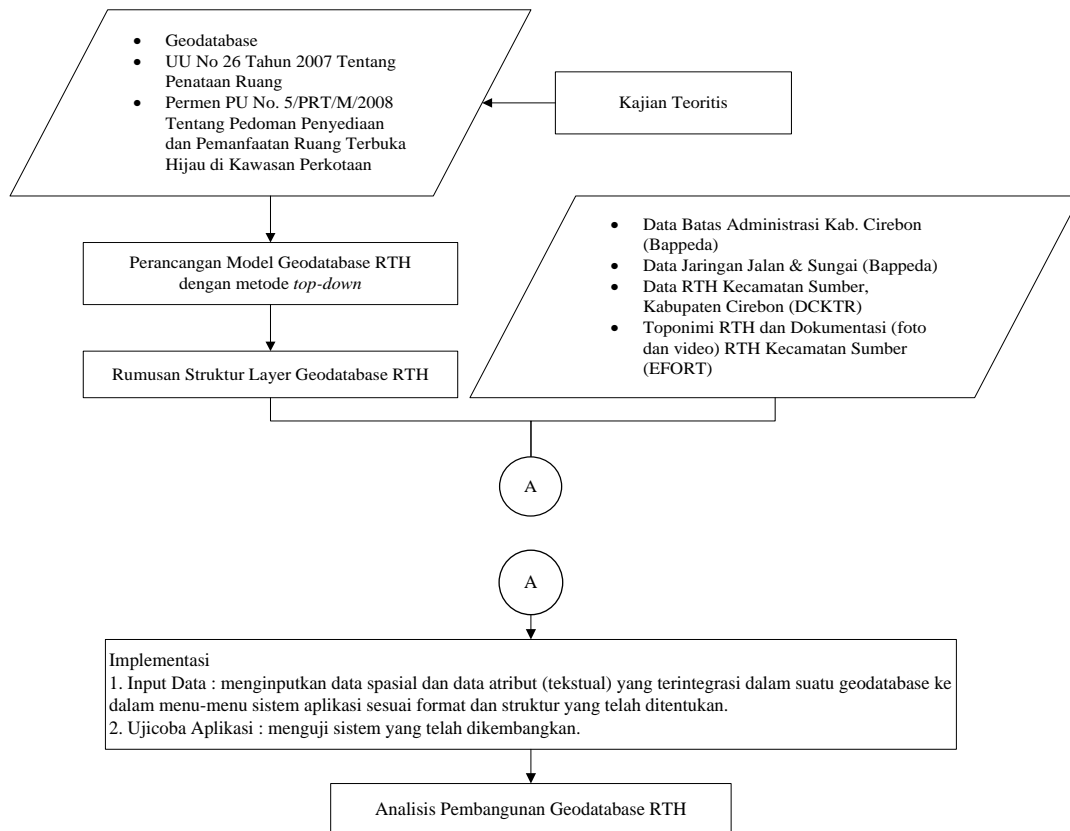 • Geodatabase
• UU No 26 Tahun 2007 Tentang
Penataan Ruang
• Permen PU No. 5/PRT/M/2008
Tentang Pedoman Penyediaan
dan Pemanfaatan Ruang Terbuka
Hijau di Kawasan Perkotaan
Kajian Teoritis
Perancangan Model Geodatabase RTH
dengan metode top-down
Rumusan Struktur Layer Geodatabase RTH
• Data Batas Administrasi Kab. Cirebon
(Bappeda)
• Data Jaringan Jalan & Sungai (Bappeda)
• Data RTH Kecamatan Sumber,
Kabupaten Cirebon (DCKTR)
• Toponimi RTH dan Dokumentasi (foto
dan video) RTH Kecamatan Sumber
(EFORT)
A
A
Implementasi
1. Input Data : menginputkan data spasial dan data atribut (tekstual) yang terintegrasi dalam suatu geodatabase ke
dalam menu-menu sistem aplikasi sesuai format dan struktur yang telah ditentukan.
2. Ujicoba Aplikasi : menguji sistem yang telah dikembangkan.
Analisis Pembangunan Geodatabase RTH